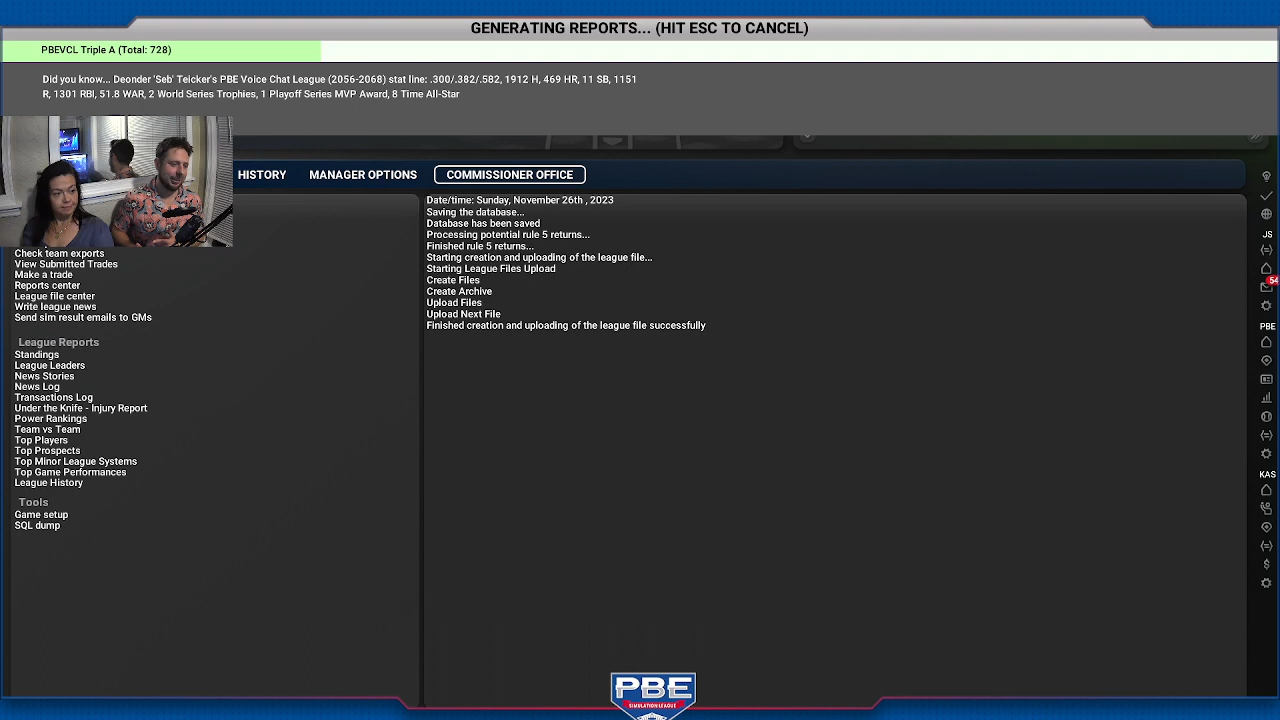 GENERATING REPORTS... (HIT ESC TO CANCEL)
PBEVCL Triple A (Total: 728)
Did you know... Deonder 'Seb' Teicker's PBE Voice Chat League (2056-2068) stat line: .300/.382/.582, 1912 H, 469 HR, 11 SB, 1151
R, 1301 RBI, 51.8 WAR, 2 World Series Trophies, 1 Playoff Series MVP Award, 8 Time All-Star
HISTORY
MANAGER OPTIONS
COMMISSIONER OFFICE
Check team exports
View Submitted Trades
Make a trade
Reports center
League file center
Write league news
Send sim result emails to GMs
League Reports
Standings
League Leaders
News Stories
News Log
Transactions Log
Under the Knife - Injury Report
Power Rankings
Team vs Team
Top Players
Top Prospects
Top Minor League Systems
Top Game Performances
League History
Tools
Game setup
SQL dump
Date/time: Sunday, November 26th , 2023
Saving the database...
Database has been saved
Processing potential rule 5 returns...
Finished rule 5 returns...
Starting creation and uploading of the league file...
Starting League Files Upload
Create Files
Create Archive
Upload Files
Upload Next File
Finished creation and uploading of the league file successfully
JS
54
PBE
KAS
PBE
SIMULATION LEAGUE